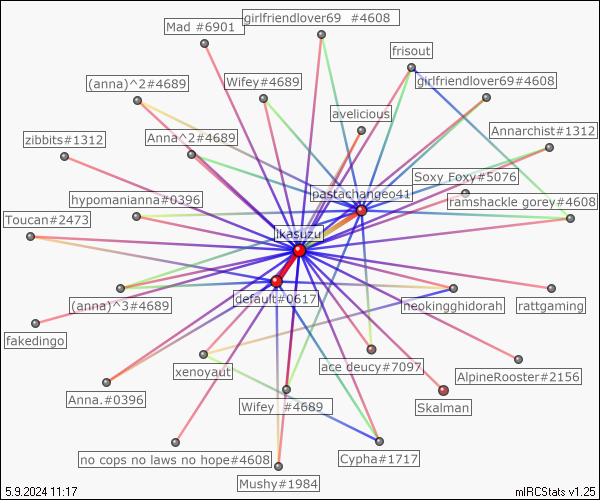 girlfriendlover69 #4608
Mad #6901
frisout
(anna)^2#4689
Wifey#4689
girlfriendlover69#4608
avelicious
zibbits#1312
Anna^2#4689
Annarchist#1312
Soxy Foxy#5076
hypomanianna#0396
pastachangeo41
ramshackle gorey#4608
Toucan#2473
ikasuzu
(anna)^3#4689
default#0617
neokingghidorah
rattgaming
fakedingo
xenoyaut
ace deucy#7097
AlpineRooster#2156
Anna.#0396
Wifey #4689
Skalman
no cops no laws no hope#4608
Cypha#1717
Mushy#1984
5.9.2024 11:17
mIRCStats v1.25